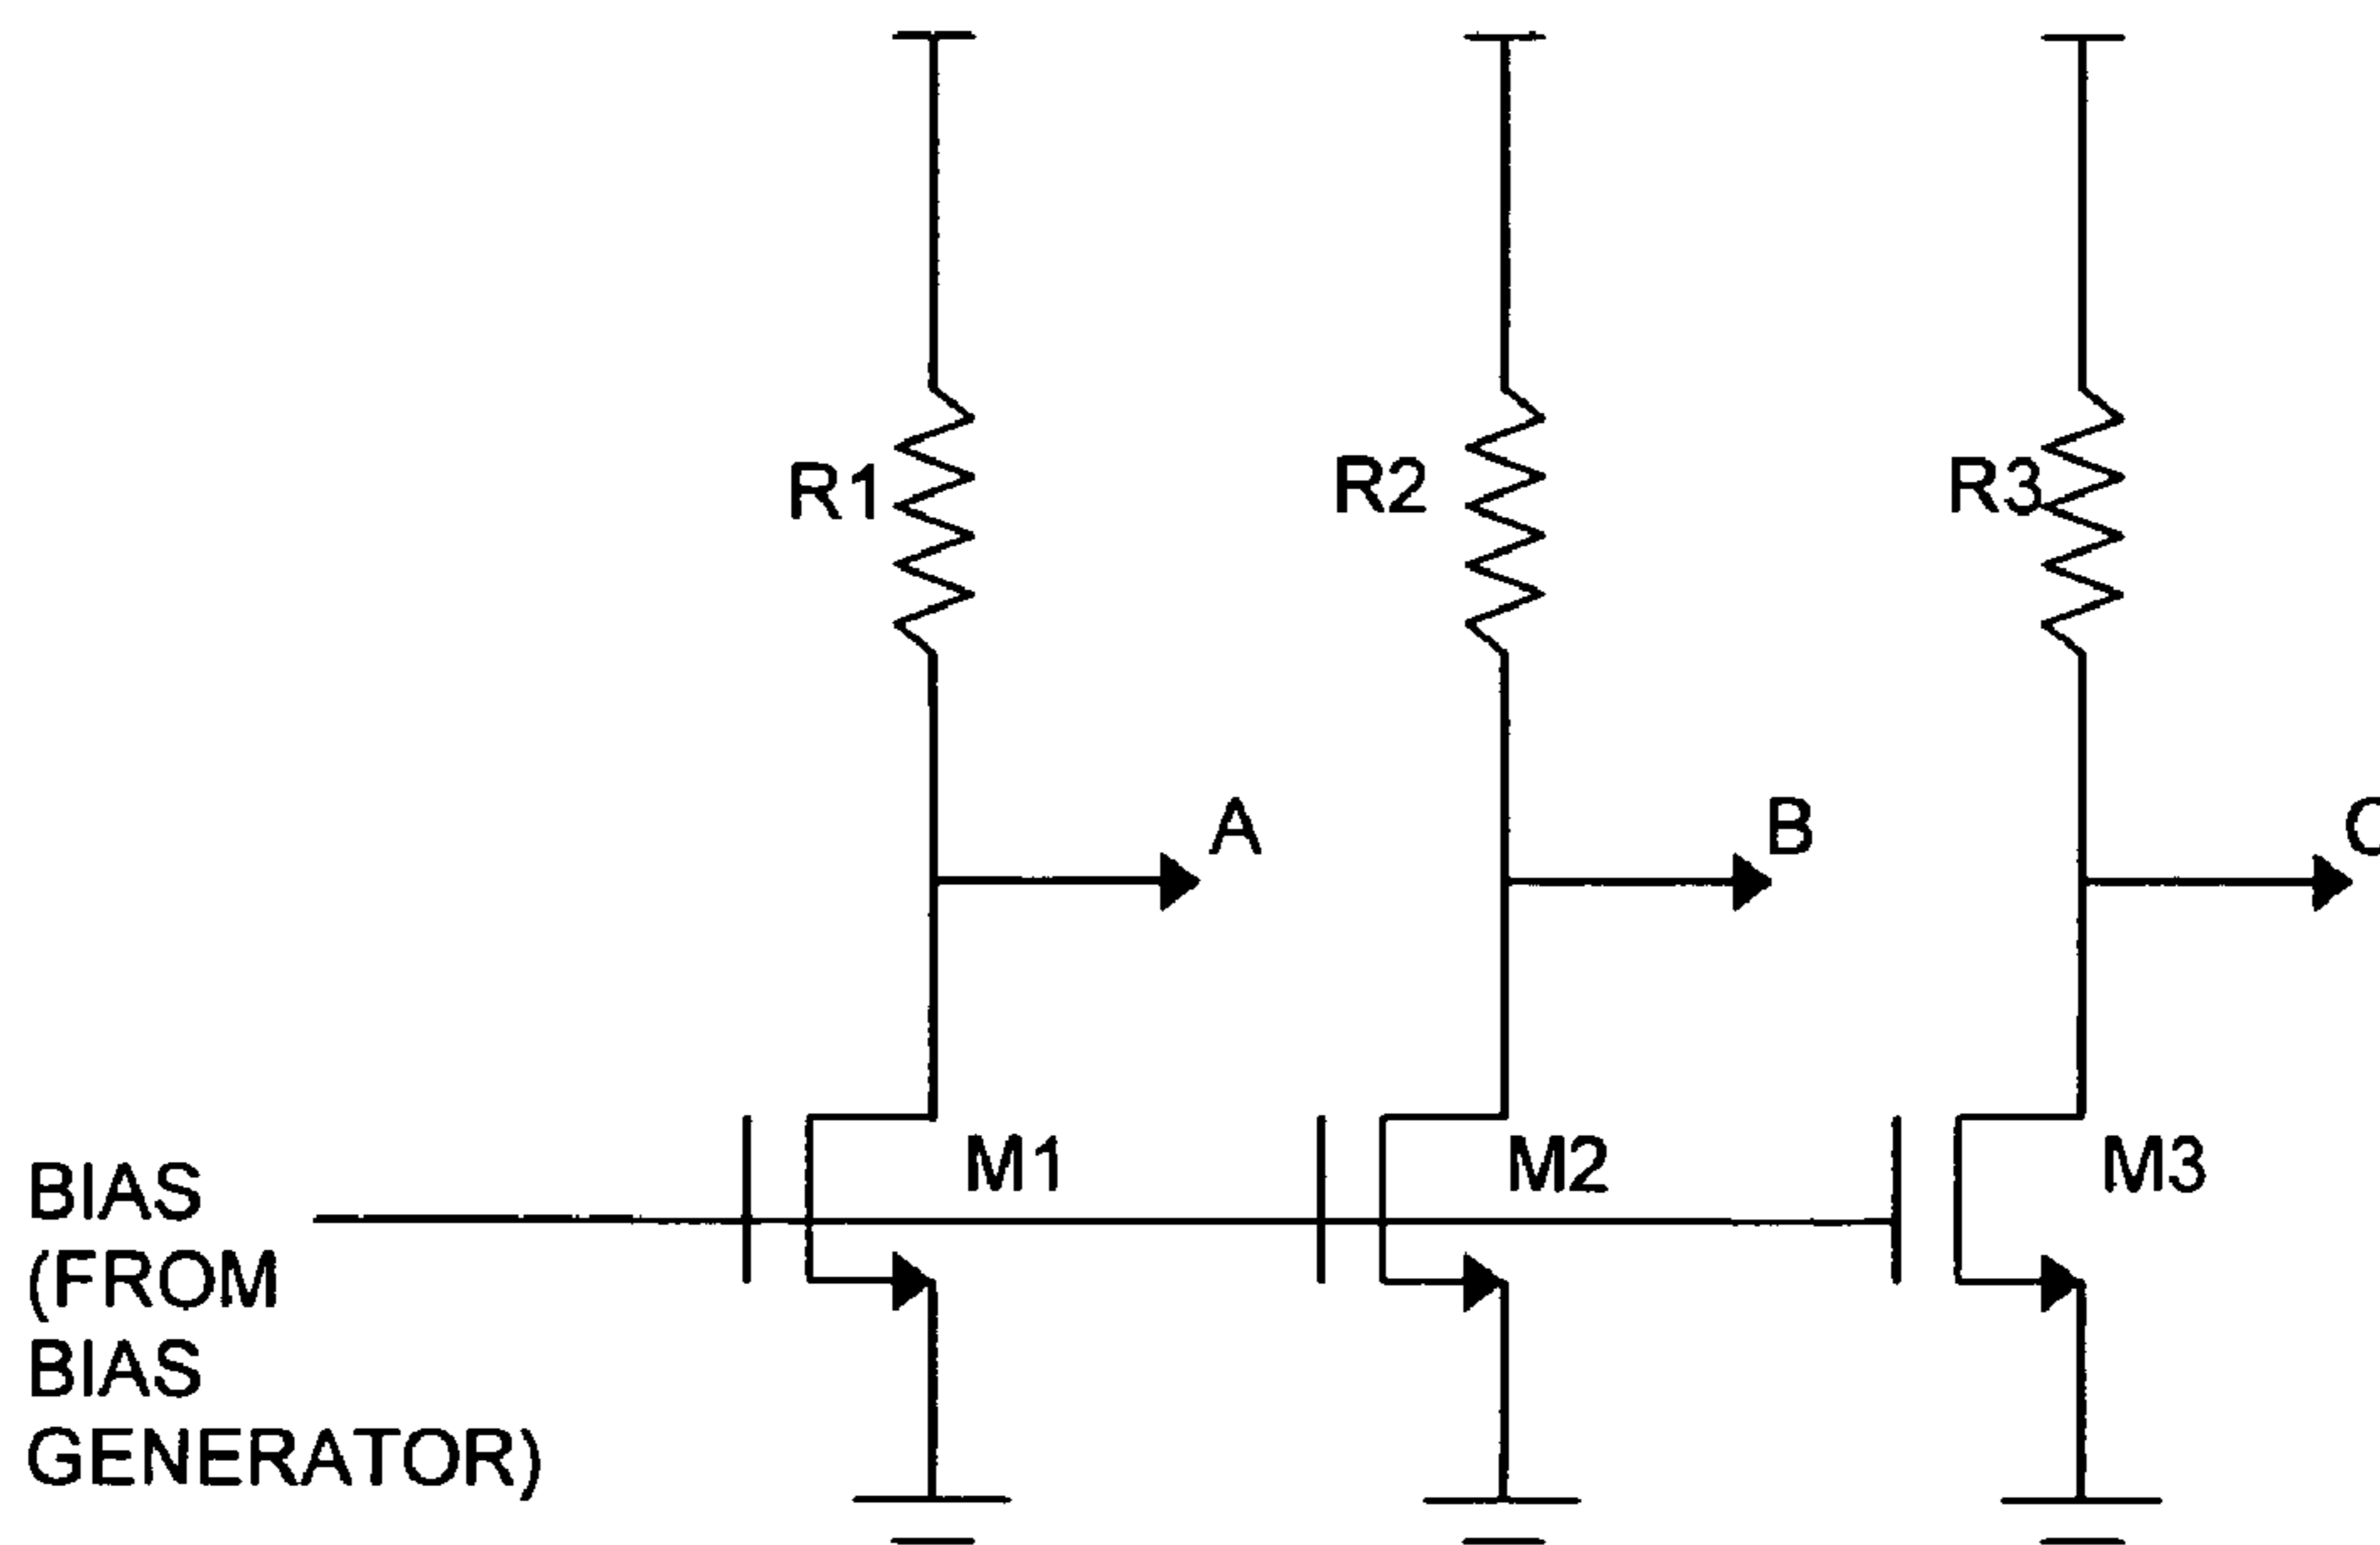 R1
R2
R3
A
B
C
M1
M2
M3
BIAS
(FROM
BIAS
GENERATOR)